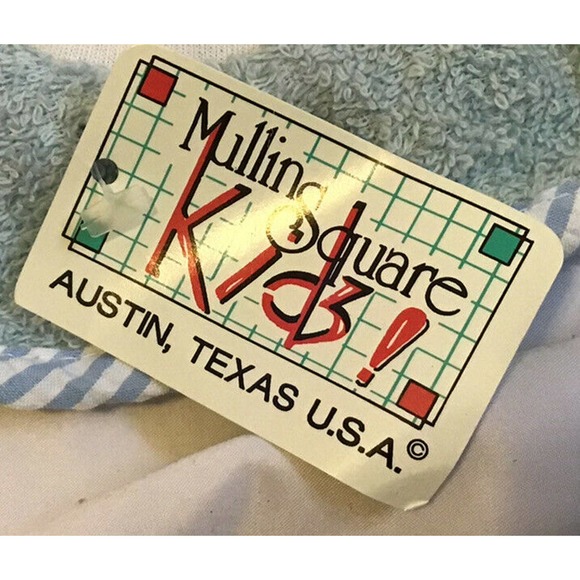 Mullins Square
Kids!
AUSTIN, TEXAS U.S.A.©